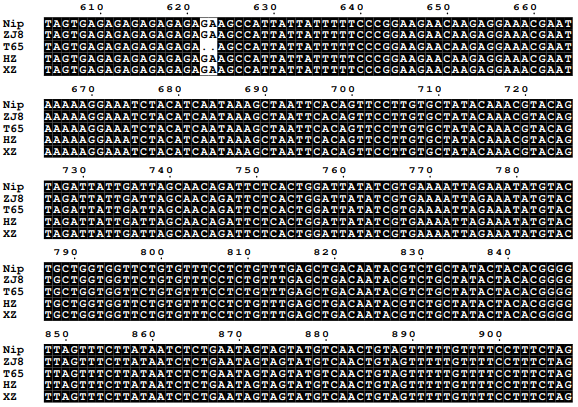 610 620 630 640 650 660
Nip TAGTGAGAGAGAGAGAGAGAAGCCATTATTATTTTTCCCGGAAGAACAAGAGGAAACGAAT
ZJ8 TAGTGAGAGAGAGAGAGAGAAGCCATTATTATTTTTCCCGGAAGAACAAGAGGAAACGAAT
T65 TAGTGAGAGAGAGAGAGA..AGCCATTATTATTTTTCCCGGAAGAACAAGAGGAAACGAAT
HZ TAGTGAGAGAGAGAGAGAGAAGCCATTATTATTTTTCCCGGAAGAACAAGAGGAAACGAAT
XZ TAGTGAGAGAGAGAGAGAGAAGCCATTATTATTTTTCCCGGAAGAACAAGAGGAAACGAAT
670 680 690 700 710 720
Nip AAAAAGGAAATCTACATCAATAAAGCTAATTCACAGTTCCTTGTGCTATACAAACGTACAG
ZJ8 AAAAAGGAAATCTACATCAATAAAGCTAATTCACAGTTCCTTGTGCTATACAAACGTACAG
T65 AAAAAGGAAATCTACATCAATAAAGCTAATTCACAGTTCCTTGTGCTATACAAACGTACAG
HZ AAAAAGGAAATCTACATCAATAAAGCTAATTCACAGTTCCTTGTGCTATACAAACGTACAG
XZ AAAAAGGAAATCTACATCAATAAAGCTAATTCACAGTTCCTTGTGCTATACAAACGTACAG
730 740 750 760 770 780
Nip TAGATTATTGATTAGCAACAGATTCTCACTGGATTATATCGTGAAAATTAGAAATATGTAC
ZJ8 TAGATTATTGATTAGCAACAGATTCTCACTGGATTATATCGTGAAAATTAGAAATATGTAC
T65 TAGATTATTGATTAGCAACAGATTCTCACTGGATTATATCGTGAAAATTAGAAATATGTAC
HZ TAGATTATTGATTAGCAACAGATTCTCACTGGATTATATCGTGAAAATTAGAAATATGTAC
XZ TAGATTATTGATTAGCAACAGATTCTCACTGGATTATATCGTGAAAATTAGAAATATGTAC
790 800 810 820 830 840
Nip TGCTGGTGGTTCTGTGTTTCCTCTGTTTGAGCTGACAATACGTCTGCTATACTACACGGGG
ZJ8 TGCTGGTGGTTCTGTGTTTCCTCTGTTTGAGCTGACAATACGTCTGCTATACTACACGGGG
T65 TGCTGGTGGTTCTGTGTTTCCTCTGTTTGAGCTGACAATACGTCTGCTATACTACACGGGG
HZ TGCTGGTGGTTCTGTGTTTCCTCTGTTTGAGCTGACAATACGTCTGCTATACTACACGGGG
XZ TGCTGGTGGTTCTGTGTTTCCTCTGTTTGAGCTGACAATACGTCTGCTATACTACACGGGG
850 860 870 880 890 900
Nip TTAGTTTCTTATAATCTCTGAATAGTAGTATGTCAACTGTAGTTTTTGTTTTCCTTTCTAG
ZJ8 TTAGTTTCTTATAATCTCTGAATAGTAGTATGTCAACTGTAGTTTTTGTTTTCCTTTCTAG
T65 TTAGTTTCTTATAATCTCTGAATAGTAGTATGTCAACTGTAGTTTTTGTTTTCCTTTCTAG
HZ TTAGTTTCTTATAATCTCTGAATAGTAGTATGTCAACTGTAGTTTTTGTTTTCCTTTCTAG
XZ TTAGTTTCTTATAATCTCTGAATAGTAGTATGTCAACTGTAGTTTTTGTTTTCCTTTCTAG